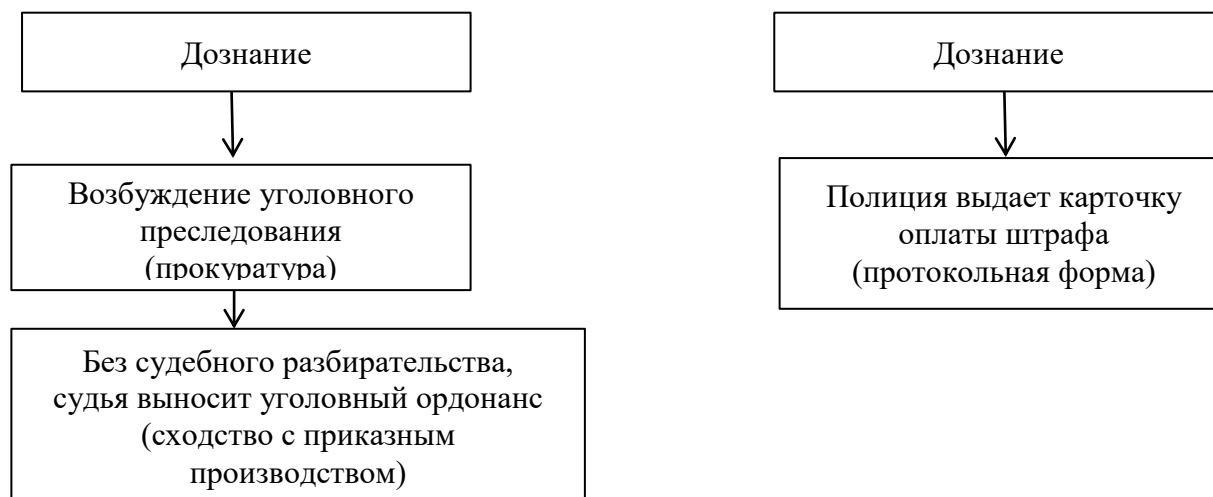 Дознание
Возбуждение уголовного
преследования
(прокуратура)
Без судебного разбирательства,
судья выносит уголовный ордонанс
(сходство с приказным
производством)
Дознание
Полиция выдает карточку
оплаты штрафа
(протокольная форма)